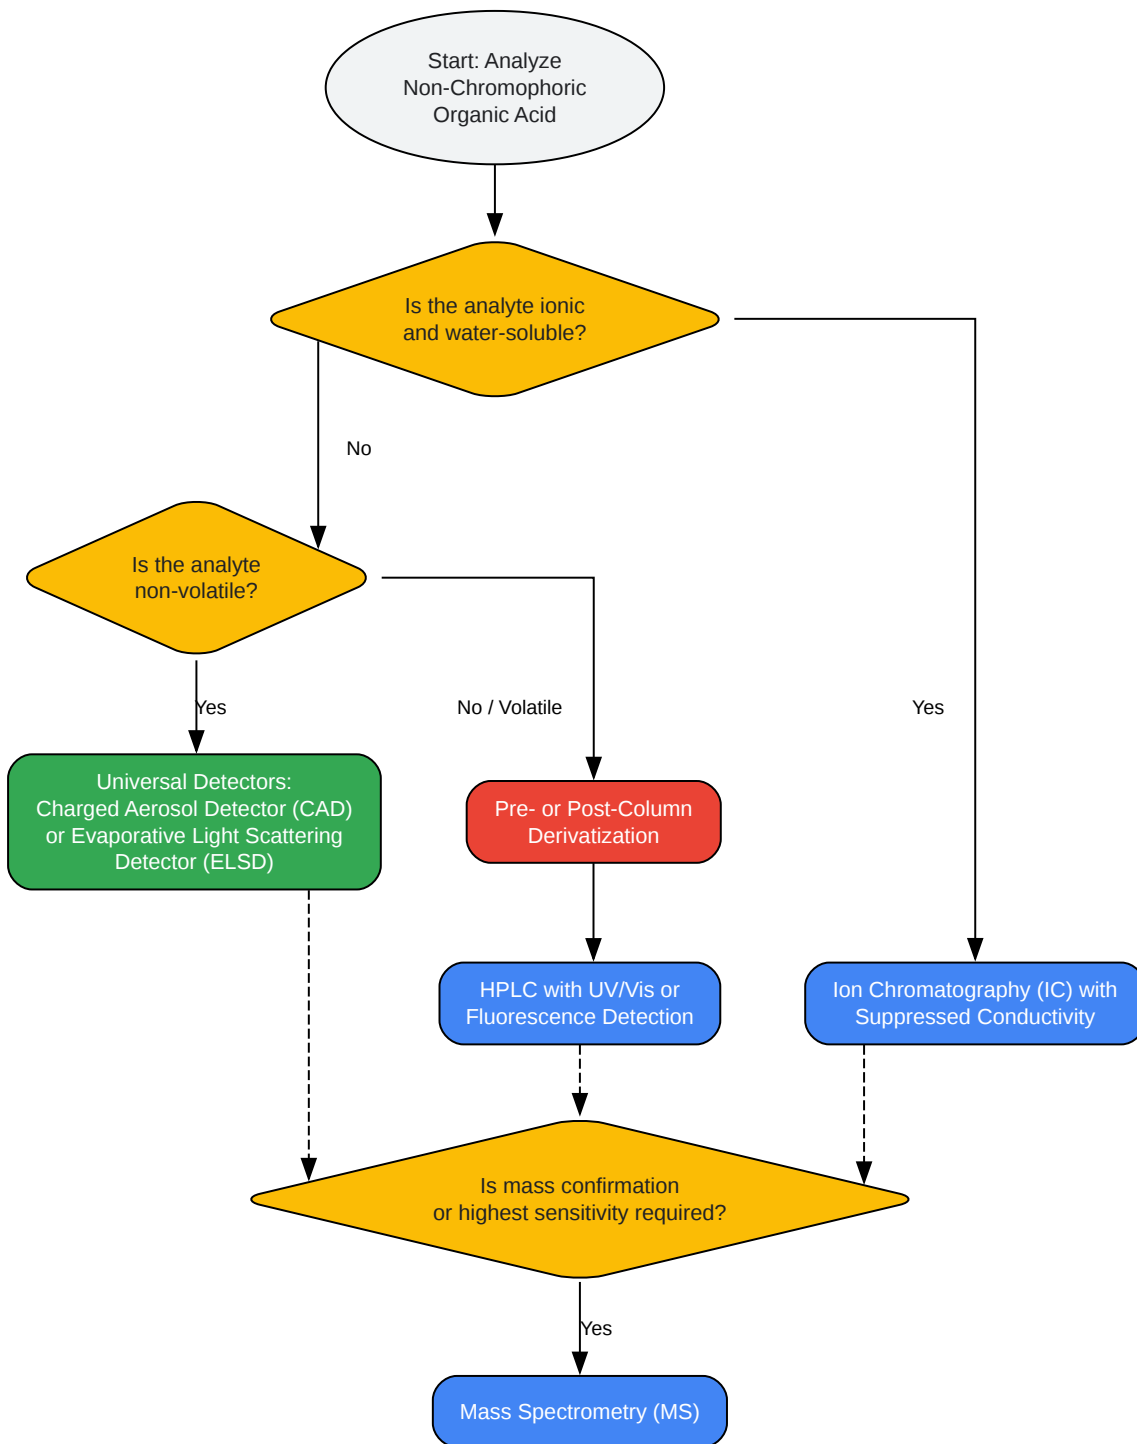 Start: Analyze
Non-Chromophoric
Organic Acid
Is the analyte ionic
and water-soluble?
No
Is the analyte
non-volatile?
Yes
No / Volatile
Yes
Universal Detectors:
Charged Aerosol Detector (CAD)
or Evaporative Light Scattering
Detector (ELSD)
Pre- or Post-Column
Derivatization
HPLC with UV/Vis or
Fluorescence Detection
Ion Chromatography (IC) with
Suppressed Conductivity
Is mass confirmation
or highest sensitivity required?
Yes
Mass Spectrometry (MS)